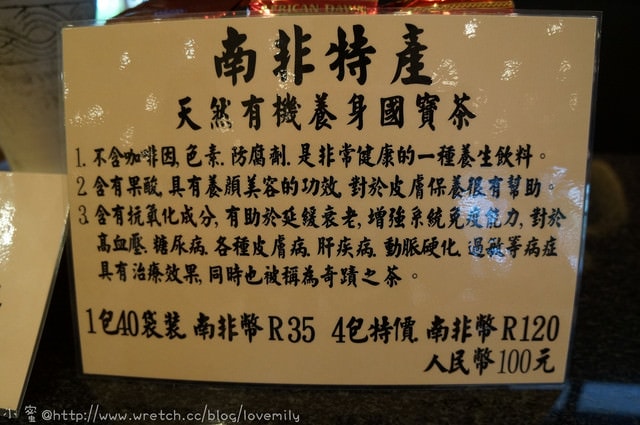 AFRICAN DAWN
南非特產
天然有機養身國寶茶
1. 不含咖啡因, 色素. 防腐劑. 是非常健康的一種養生飲料。
2. 含有果酸, 具有養顏美容的功效, 對於皮膚保養很有幫助。
3. 含有抗氧化成分, 有助於延緩衰老, 增強系統免疫能力, 對於
高血壓. 糖尿病. 各種皮膚病. 肝疾病. 動脈硬化. 過敏等病症
具有治療效果, 同時也被稱為奇蹟之茶。
1包40袋裝 南非幣R35 4包特價 南非幣R120
人民幣100元
小蜜@http://www.wretch.cc/blog/lovemily